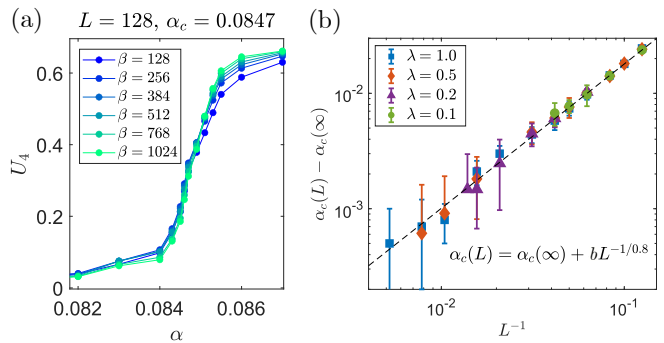 (a)
L = 128, α_c = 0.0847
β = 128
β = 256
β = 384
β = 512
β = 768
β = 1024
0.6
0.4
0.2
0
U_4
0.082
0.084
0.086
α
(b)
λ = 1.0
λ = 0.5
λ = 0.2
λ = 0.1
10^{-2}
10^{-3}
α_c(L) − α_c(∞)
α_c(L) = α_c(∞) + bL^{-1/0.8}
10^{-2}
10^{-1}
L^{-1}